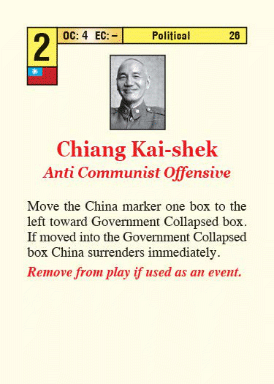 2
OC: 4 EC: – Political 26
Chiang Kai-shek
Anti Communist Offensive
Move the China marker one box to the
left toward Government Collapsed box.
If moved into the Government Collapsed
box China surrenders immediately.
Remove from play if used as an event.